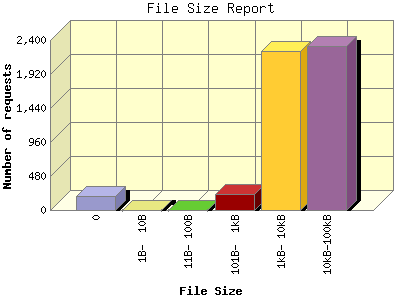 File Size Report
Number of requests
2,400
1,920
1,440
960
480
0
0
1B- 10B
11B- 100B
101B- 1kB
1kB- 10kB
10kB-100kB
File Size